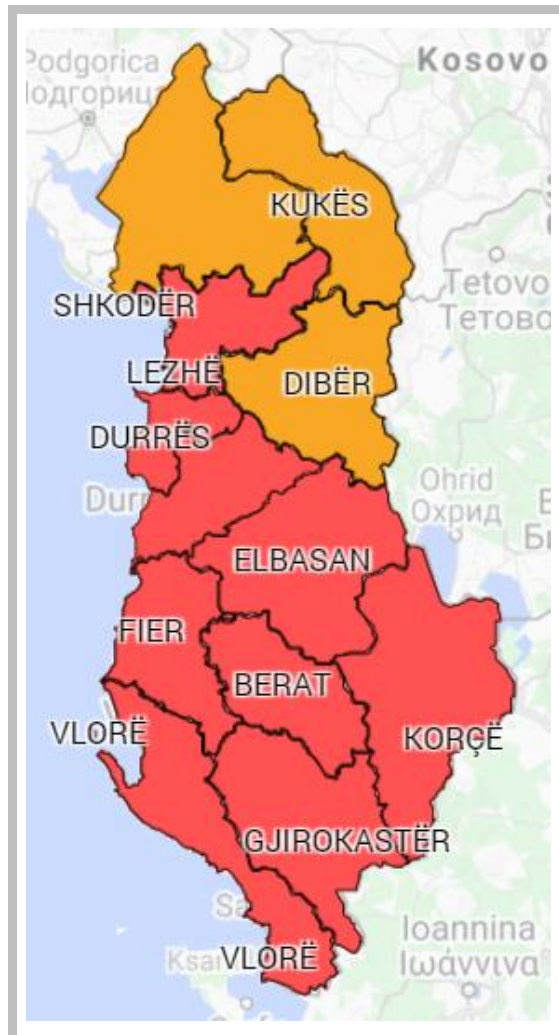 Podgorica
Kosovo
KUKËS
Tetovo
Тетово
SHKODËR
LEZHË
DIBËR
DURRËS
Ohrid
Охрид
ELBASAN
FIER
BERAT
VLORË
KORÇË
GJIROKASTËR
Ioannina
Ιωάννινα
VLORË